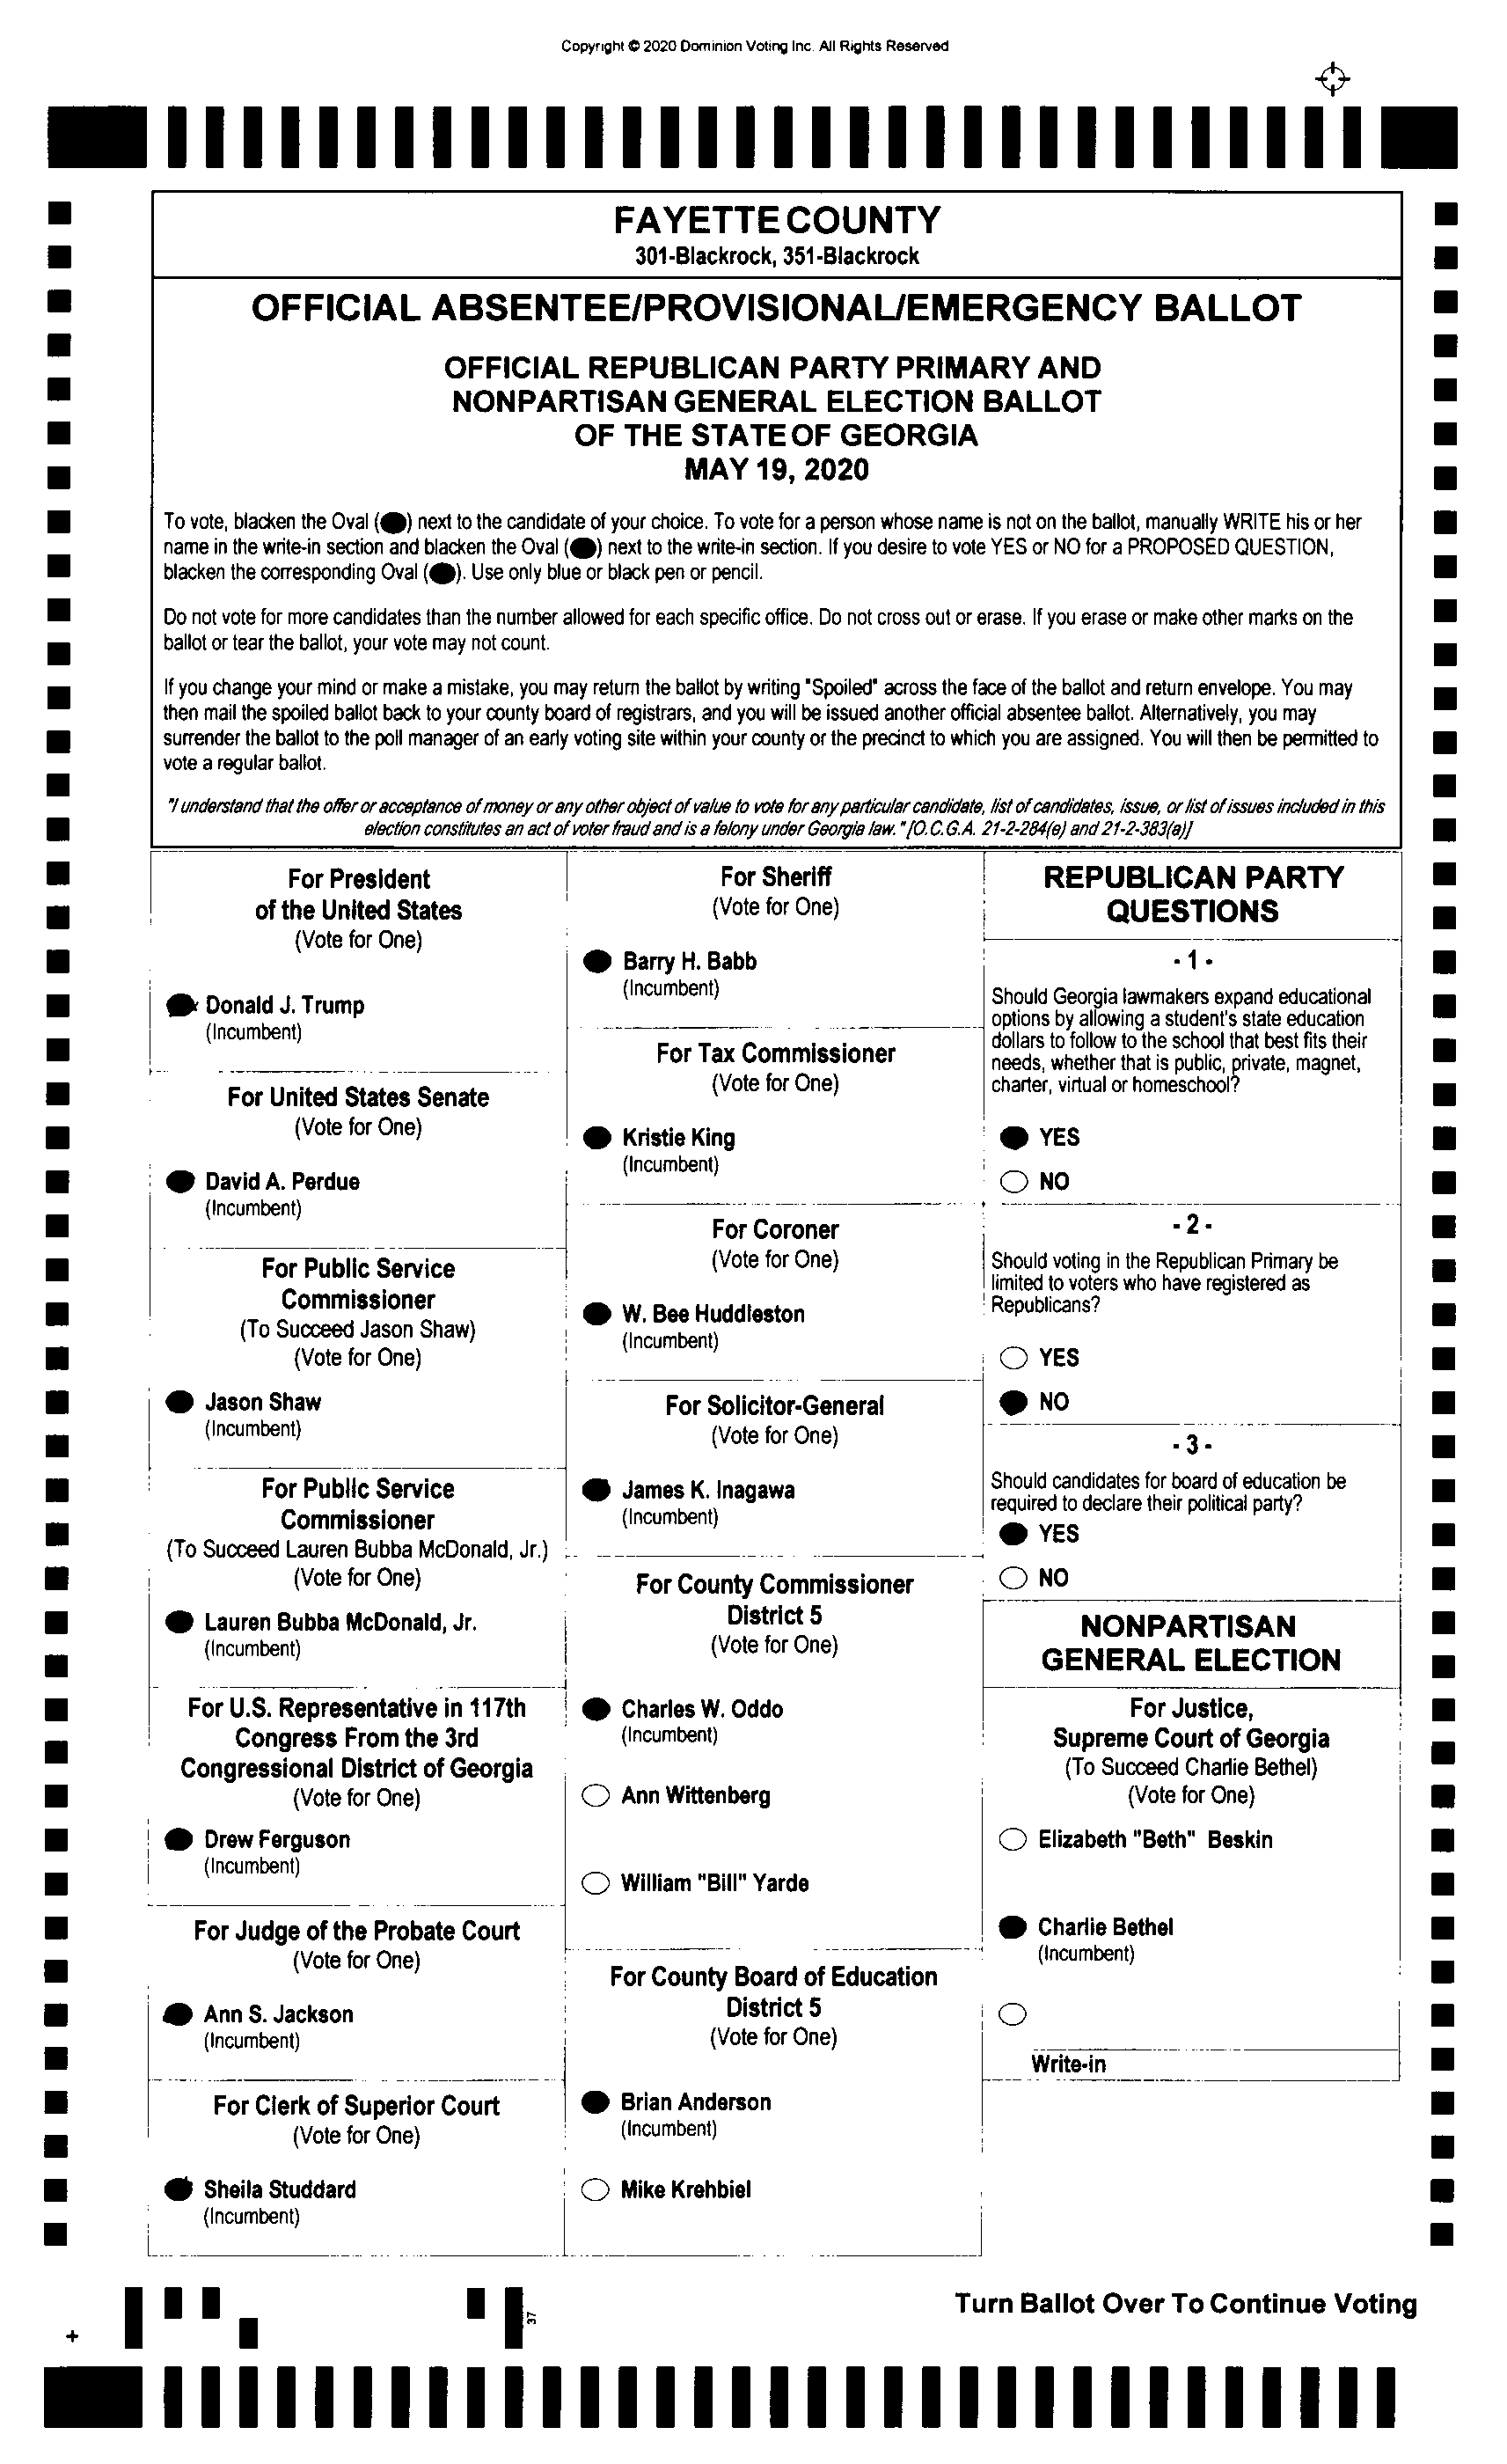 Copyright © 2020 Dominion Voting Inc. All Rights Reserved
FAYETTE COUNTY
301-Blackrock, 351-Blackrock
OFFICIAL ABSENTEE/PROVISIONAL/EMERGENCY BALLOT
OFFICIAL REPUBLICAN PARTY PRIMARY AND
NONPARTISAN GENERAL ELECTION BALLOT
OF THE STATE OF GEORGIA
MAY 19, 2020
To vote, blacken the Oval (⬬) next to the candidate of your choice. To vote for a person whose name is not on the ballot, manually WRITE his or her
name in the write-in section and blacken the Oval (⬬) next to the write-in section. If you desire to vote YES or NO for a PROPOSED QUESTION,
blacken the corresponding Oval (⬬). Use only blue or black pen or pencil.
Do not vote for more candidates than the number allowed for each specific office. Do not cross out or erase. If you erase or make other marks on the
ballot or tear the ballot, your vote may not count.
If you change your mind or make a mistake, you may return the ballot by writing "Spoiled" across the face of the ballot and return envelope. You may
then mail the spoiled ballot back to your county board of registrars, and you will be issued another official absentee ballot. Alternatively, you may
surrender the ballot to the poll manager of an early voting site within your county or the precinct to which you are assigned. You will then be permitted to
vote a regular ballot.
"I understand that the offer or acceptance of money or any other object of value to vote for any particular candidate, list of candidates, issue, or list of issues included in this
election constitutes an act of voter fraud and is a felony under Georgia law." [O.C.G.A. 21-2-284(e) and 21-2-383(a)]
For President
of the United States
(Vote for One)
Donald J. Trump
(Incumbent)
For United States Senate
(Vote for One)
David A. Perdue
(Incumbent)
For Public Service
Commissioner
(To Succeed Jason Shaw)
(Vote for One)
Jason Shaw
(Incumbent)
For Public Service
Commissioner
(To Succeed Lauren Bubba McDonald, Jr.)
(Vote for One)
Lauren Bubba McDonald, Jr.
(Incumbent)
For U.S. Representative in 117th
Congress From the 3rd
Congressional District of Georgia
(Vote for One)
Drew Ferguson
(Incumbent)
For Judge of the Probate Court
(Vote for One)
Ann S. Jackson
(Incumbent)
For Clerk of Superior Court
(Vote for One)
Sheila Studdard
(Incumbent)
For Sheriff
(Vote for One)
Barry H. Babb
(Incumbent)
For Tax Commissioner
(Vote for One)
Kristie King
(Incumbent)
For Coroner
(Vote for One)
W. Bee Huddleston
(Incumbent)
For Solicitor-General
(Vote for One)
James K. Inagawa
(Incumbent)
For County Commissioner
District 5
(Vote for One)
Charles W. Oddo
(Incumbent)
Ann Wittenberg
William "Bill" Yarde
For County Board of Education
District 5
(Vote for One)
Brian Anderson
(Incumbent)
Mike Krehbiel
REPUBLICAN PARTY
QUESTIONS
- 1 -
Should Georgia lawmakers expand educational
options by allowing a student's state education
dollars to follow to the school that best fits their
needs, whether that is public, private, magnet,
charter, virtual or homeschool?
YES
NO
- 2 -
Should voting in the Republican Primary be
limited to voters who have registered as
Republicans?
YES
NO
- 3 -
Should candidates for board of education be
required to declare their political party?
YES
NO
NONPARTISAN
GENERAL ELECTION
For Justice,
Supreme Court of Georgia
(To Succeed Charlie Bethel)
(Vote for One)
Elizabeth "Beth" Beskin
Charlie Bethel
(Incumbent)
Write-in
37
Turn Ballot Over To Continue Voting